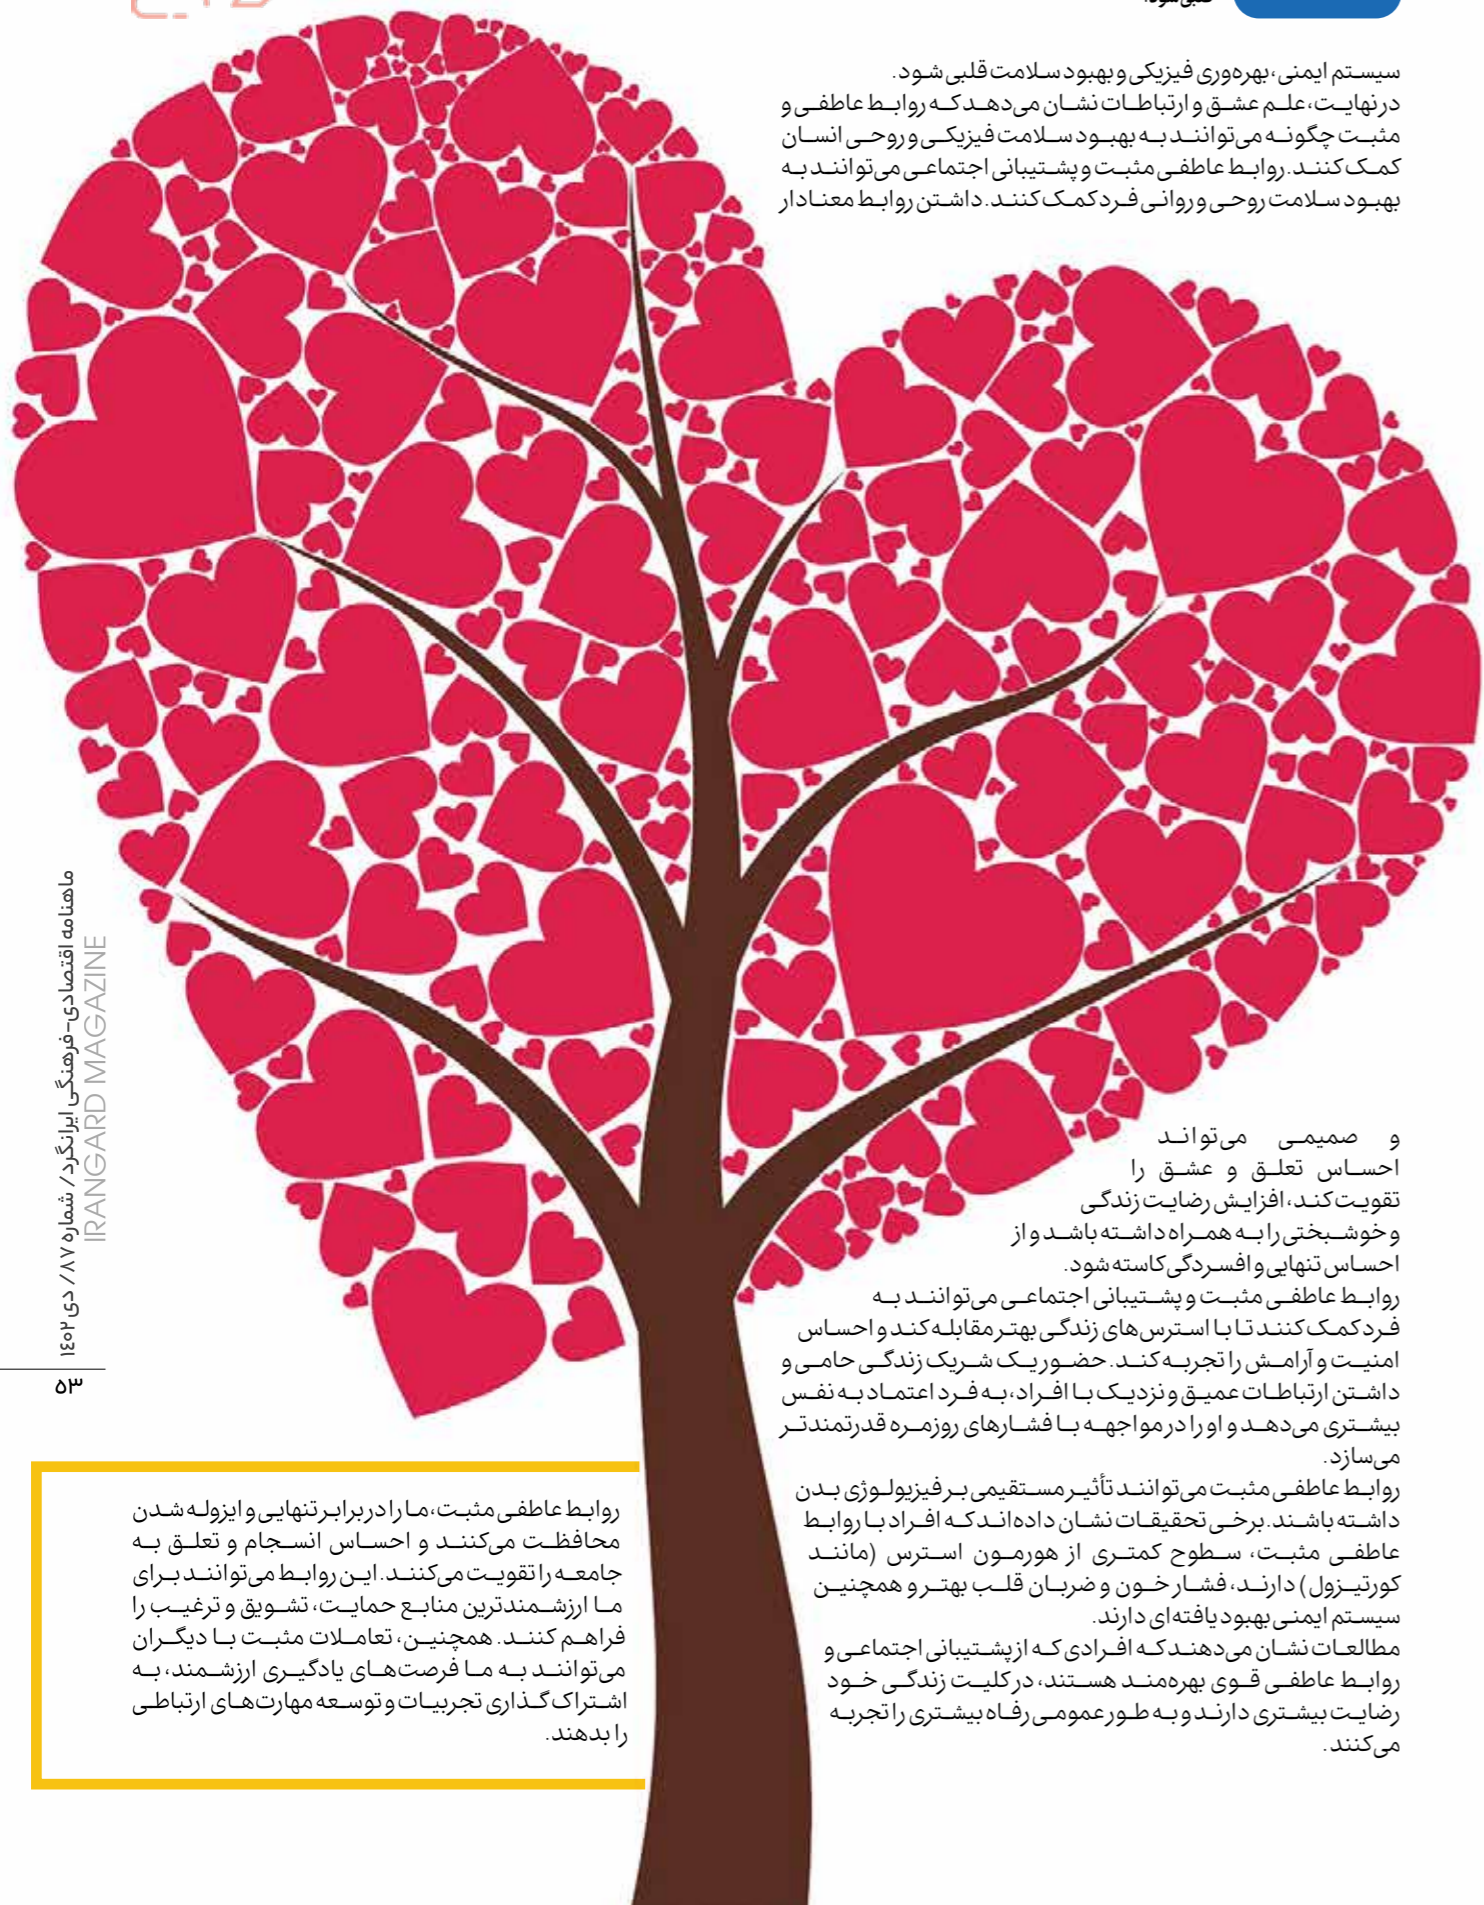 سیستم ایمنی، بهره‌وری فیزیکی و بهبود سلامت قلبی شود.
در نهایت، علم عشق و ارتباطات نشان می‌دهد که روابط عاطفی و
مثبت چگونه می‌توانند به بهبود سلامت فیزیکی و روحی انسان
کمک کنند. روابط عاطفی مثبت و پشتیبانی اجتماعی می‌توانند به
بهبود سلامت روحی و روانی فرد کمک کنند. داشتن روابط معنادار
و صمیمی می‌تواند
احساس تعلق و عشق را
تقویت کند، افزایش رضایت زندگی
و خوشبختی را به همراه داشته باشد و از
احساس تنهایی و افسردگی کاسته شود.
روابط عاطفی مثبت و پشتیبانی اجتماعی می‌توانند به
فرد کمک کنند تا با استرس‌های زندگی بهتر مقابله کند و احساس
امنیت و آرامش را تجربه کند. حضور یک شریک زندگی حامی و
داشتن ارتباطات عمیق و نزدیک با افراد، به فرد اعتماد به نفس
بیشتری می‌دهد و او را در مواجهه با فشارهای روزمره قدرتمندتر
می‌سازد.
روابط عاطفی مثبت می‌توانند تأثیر مستقیمی بر فیزیولوژی بدن
داشته باشند. برخی تحقیقات نشان داده‌اند که افراد با روابط
عاطفی مثبت، سطوح کمتری از هورمون استرس (مانند
کورتیزول) دارند، فشار خون و ضربان قلب بهتر و همچنین
سیستم ایمنی بهبود یافته‌ای دارند.
مطالعات نشان می‌دهند که افرادی که از پشتیبانی اجتماعی و
روابط عاطفی قوی بهره‌مند هستند، در کلیت زندگی خود
رضایت بیشتری دارند و به طور عمومی رفاه بیشتری را تجربه
می‌کنند.
روابط عاطفی مثبت، ما را در برابر تنهایی و ایزوله شدن
محافظت می‌کنند و احساس انسجام و تعلق به
جامعه را تقویت می‌کنند. این روابط می‌توانند برای
ما ارزشمندترین منابع حمایت، تشویق و ترغیب را
فراهم کنند. همچنین، تعاملات مثبت با دیگران
می‌توانند به ما فرصت‌های یادگیری ارزشمند، به
اشتراک گذاری تجربیات و توسعه مهارت‌های ارتباطی
را بدهند.
ماهنامه اقتصادی-فرهنگی ایرانگرد/ شماره ۸۷/ دی ۱۴۰۲
IRANGARD MAGAZINE
۵۳